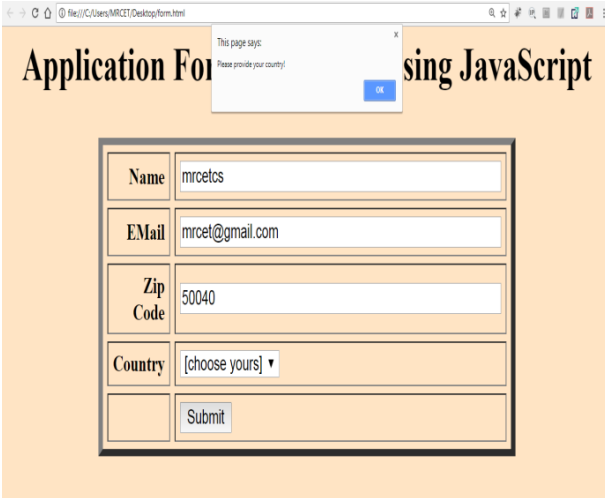 file:///C:/Users/MRCET/Desktop/form.html
This page says:
x
Please provide your country!
OK
Application For sing JavaScript
Name mrcetcs
EMail mrcet@gmail.com
Zip
Code
50040
Country [choose yours]
Submit